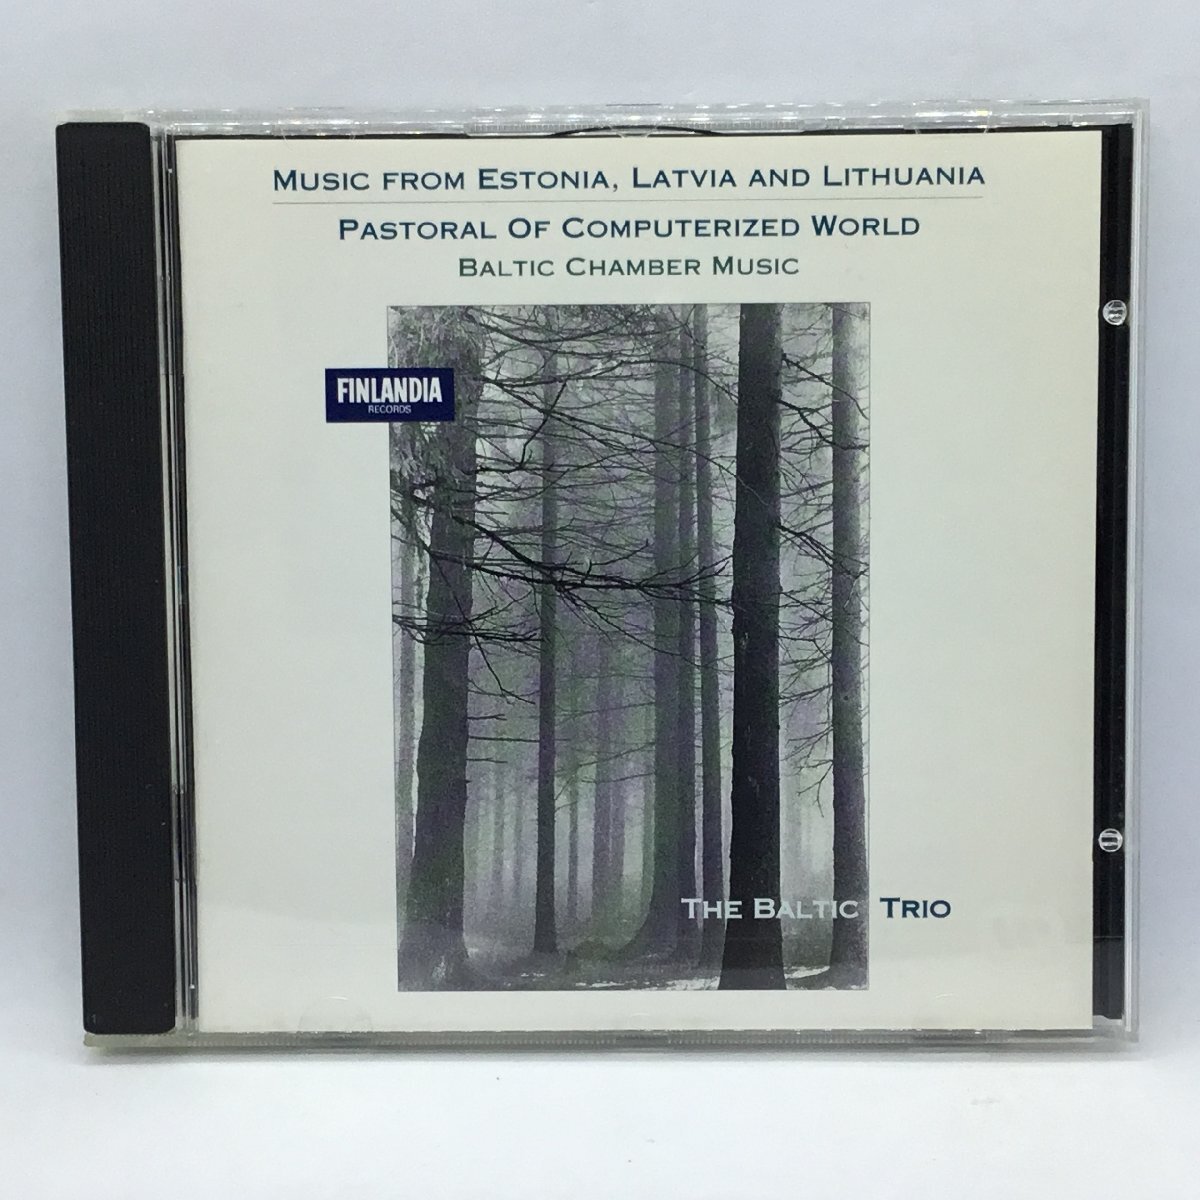 Music from Estonia, Latvia and Lithuania
Pastoral Of Computerized World
Baltic Chamber Music
FINLANDIA
RECORDS
The Baltic Trio